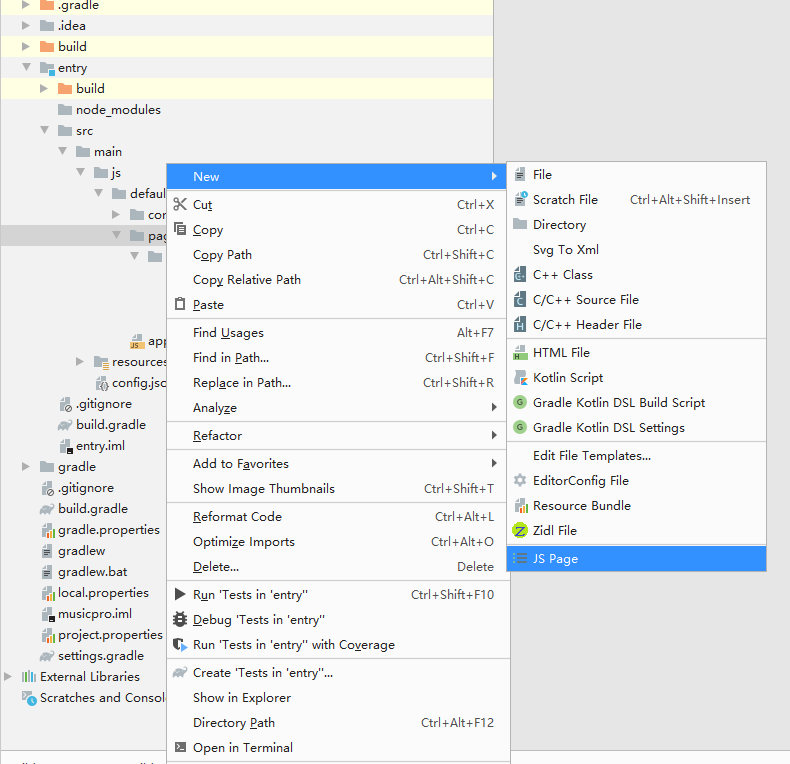 .gradle
.idea
build
entry
build
node_modules
src
main
js
defaul
cor
pag
app
resources
config.jsc
.gitignore
build.gradle
entry.iml
gradle
.gitignore
build.gradle
gradle.properties
gradlew
gradlew.bat
local.properties
musicpro.iml
project.properties
settings.gradle
External Libraries
Scratches and Consol
New
Cut Ctrl+X
Copy Ctrl+C
Copy Path Ctrl+Shift+C
Copy Relative Path Ctrl+Alt+Shift+C
Paste Ctrl+V
Find Usages Alt+F7
Find in Path... Ctrl+Shift+F
Replace in Path... Ctrl+Shift+R
Analyze
Refactor
Add to Favorites
Show Image Thumbnails Ctrl+Shift+T
Reformat Code Ctrl+Alt+L
Optimize Imports Ctrl+Alt+O
Delete... Delete
Run 'Tests in 'entry'' Ctrl+Shift+F10
Debug 'Tests in 'entry''
Run 'Tests in 'entry'' with Coverage
Create 'Tests in 'entry''...
Show in Explorer
Directory Path Ctrl+Alt+F12
Open in Terminal
File
Scratch File Ctrl+Alt+Shift+Insert
Directory
Svg To Xml
C++ Class
C/C++ Source File
C/C++ Header File
HTML File
Kotlin Script
Gradle Kotlin DSL Build Script
Gradle Kotlin DSL Settings
Edit File Templates...
EditorConfig File
Resource Bundle
Zidl File
JS Page